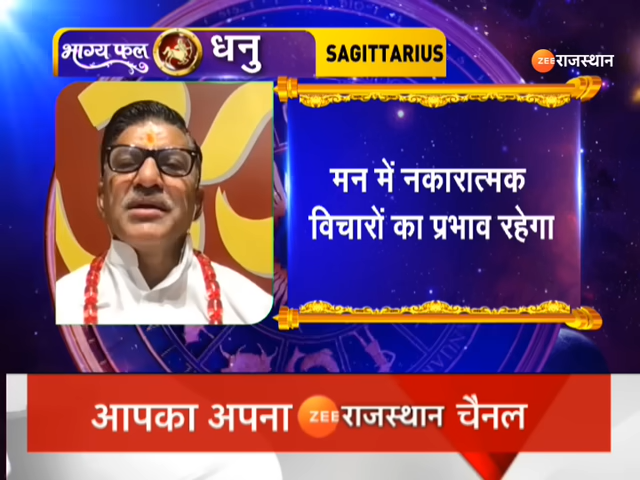 भाग्य फल धनु SAGITTARIUS
ZEE राजस्थान
मन में नकारात्मक
विचारों का प्रभाव रहेगा
आपका अपना ZEE राजस्थान चैनल